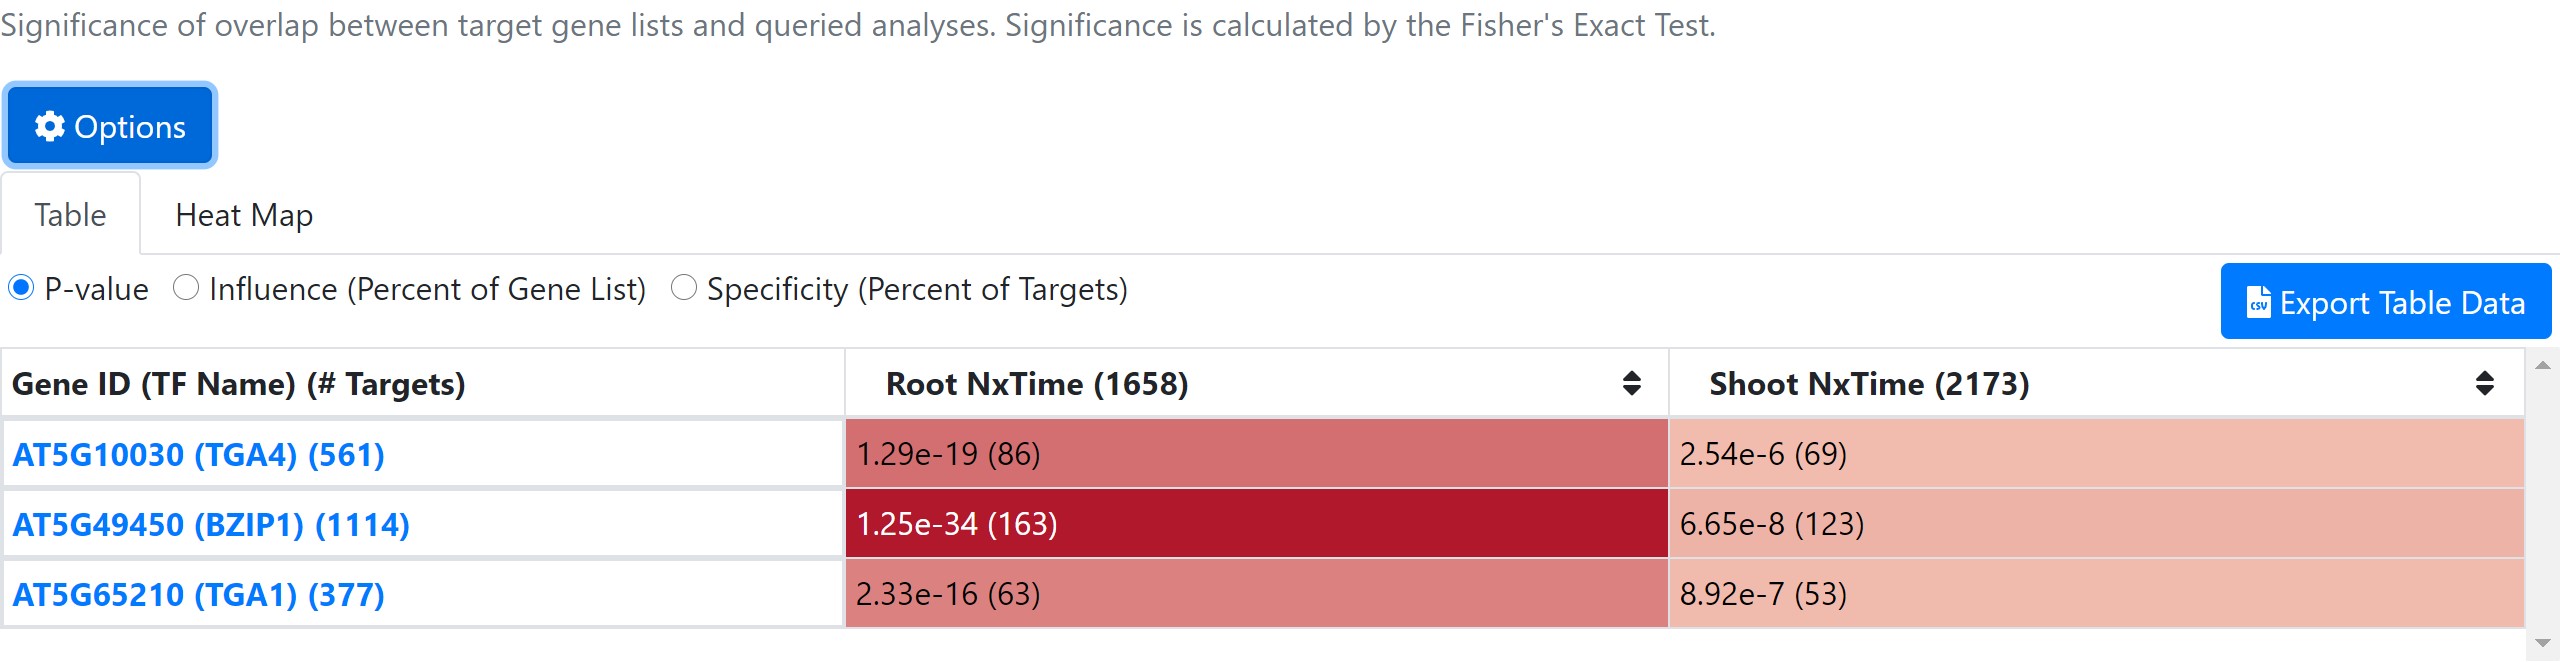 Significance of overlap between target gene lists and queried analyses. Significance is calculated by the Fisher's Exact Test.
Options
Table Heat Map
P-value Influence (Percent of Gene List) Specificity (Percent of Targets)
CSV Export Table Data
Gene ID (TF Name) (# Targets) Root NxTime (1658) Shoot NxTime (2173)
AT5G10030 (TGA4) (561) 1.29e-19 (86) 2.54e-6 (69)
AT5G49450 (BZIP1) (1114) 1.25e-34 (163) 6.65e-8 (123)
AT5G65210 (TGA1) (377) 2.33e-16 (63) 8.92e-7 (53)